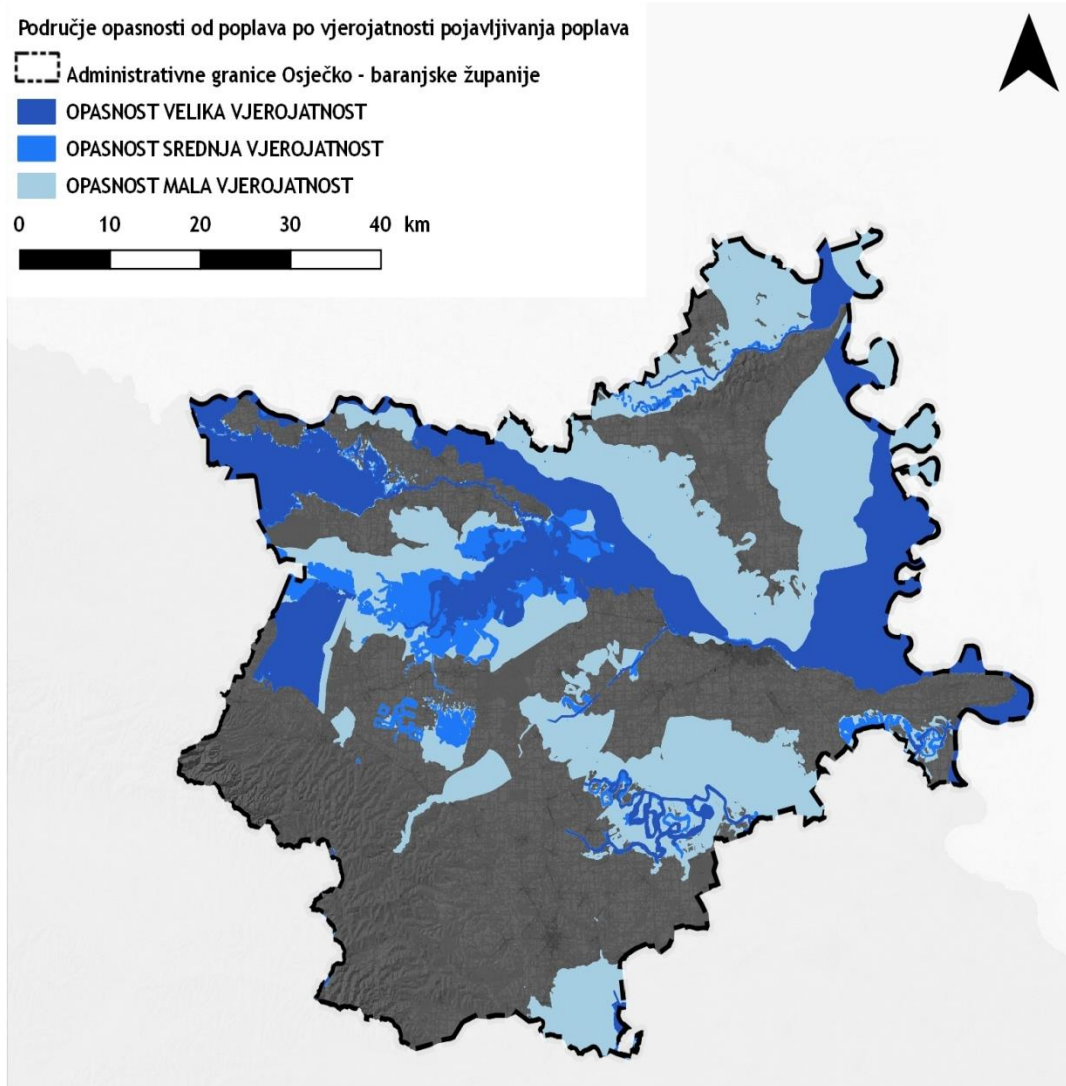 Područje opasnosti od poplava po vjerojatnosti pojavljivanja poplava
Administrativne granice Osječko - baranjske županije
OPASNOST VELIKA VJEROJATNOST
OPASNOST SREDNJA VJEROJATNOST
OPASNOST MALA VJEROJATNOST
0 10 20 30 40 km